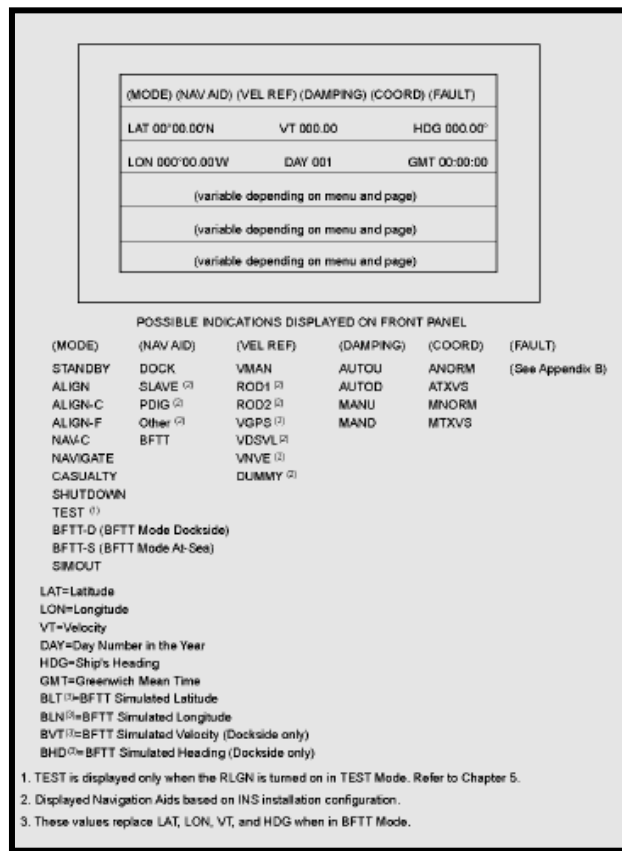 (MODE) (NAV AID) (VEL REF) (DAMPING) (COORD) (FAULT)
LAT 00°00.00'N VT 000.00 HDG 000.00°
LON 000°00.00'W DAY 001 GMT 00:00:00
(variable depending on menu and page)
(variable depending on menu and page)
(variable depending on menu and page)
POSSIBLE INDICATIONS DISPLAYED ON FRONT PANEL
(MODE) (NAV AID) (VEL REF) (DAMPING) (COORD) (FAULT)
STANDBY DOCK VMAN AUTOU ANORM (See Appendix B)
ALIGN SLAVE (2) ROD1 (2) AUTOD ATXVS
ALIGN-C PDIG (2) ROD2 (2) MANU MNORM
ALIGN-F Other (2) VGPS (2) MAND MTXVS
NAV-C BFTT VDSVL (2)
NAVIGATE VNVE (2)
CASUALTY DUMMY (2)
SHUTDOWN
TEST (1)
BFTT-D (BFTT Mode Dockside)
BFTT-S (BFTT Mode At-Sea)
SIMOUT
LAT=Latitude
LON=Longitude
VT=Velocity
DAY=Day Number in the Year
HDG=Ship's Heading
GMT=Greenwich Mean Time
BLT (3)=BFTT Simulated Latitude
BLN (3)=BFTT Simulated Longitude
BVT (3)=BFTT Simulated Velocity (Dockside only)
BHD (3)=BFTT Simulated Heading (Dockside only)
1. TEST is displayed only when the RLGN is turned on in TEST Mode. Refer to Chapter 5.
2. Displayed Navigation Aids based on INS installation configuration.
3. These values replace LAT, LON, VT, and HDG when in BFTT Mode.